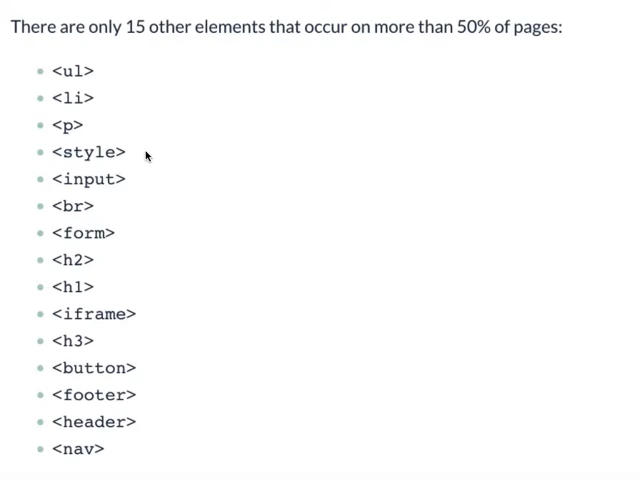 There are only 15 other elements that occur on more than 50% of pages:
<ul>
<li>
<p>
<style>
<input>
<br>
<form>
<h2>
<h1>
<iframe>
<h3>
<button>
<footer>
<header>
<nav>